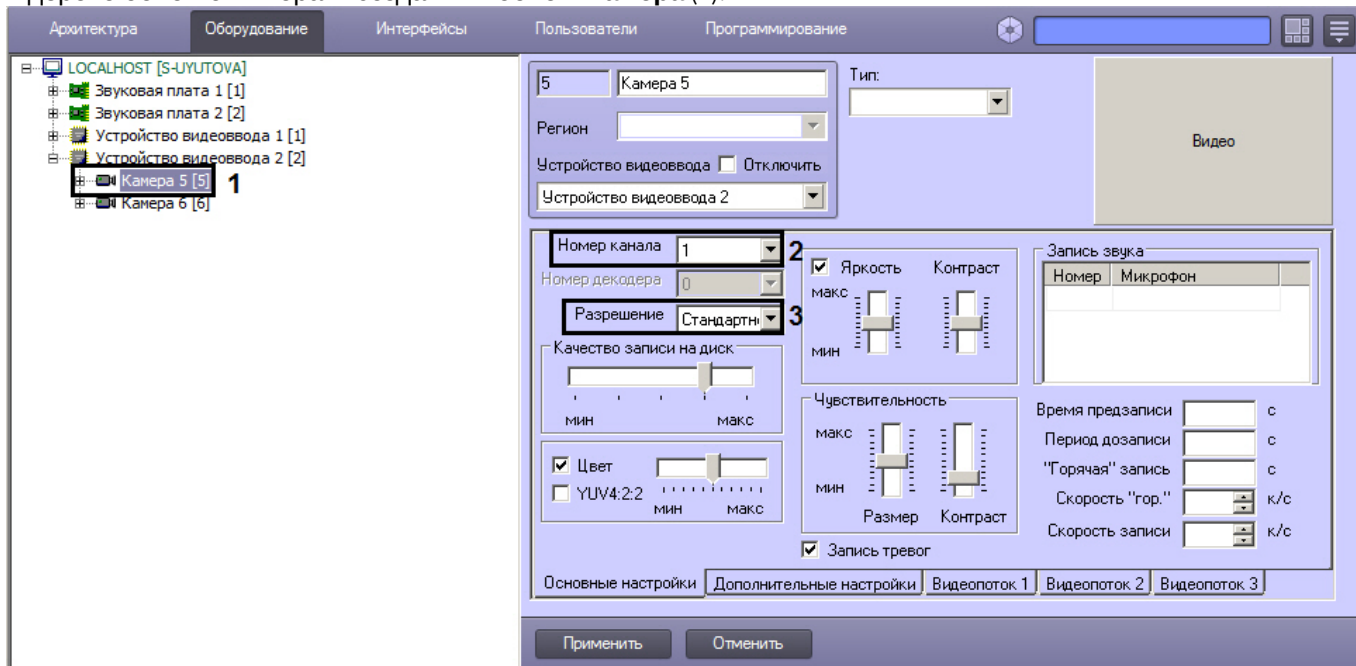 Архитектура Оборудование Интерфейсы Пользователи Программирование
LOCALHOST [S-UYUTOVA]
Звуковая плата 1 [1]
Звуковая плата 2 [2]
Устройство видеоввода 1 [1]
Устройство видеоввода 2 [2]
Камера 5 [5] 1
Камера 6 [6]
5 Камера 5
Тип:
Регион
Устройство видеоввода Отключить
Устройство видеоввода 2
Видео
Номер канала 1 2
Номер декодера 0
Разрешение Стандартн 3
Качество записи на диск
мин макс
Цвет
YUV4:2:2
мин макс
Яркость Контраст
макс
мин
Чувствительность
макс
мин
Размер Контраст
Запись тревог
Запись звука
Номер Микрофон
Время предзаписи с
Период дозаписи с
"Горячая" запись с
Скорость "гор." к/с
Скорость записи к/с
Основные настройки Дополнительные настройки Видеопоток 1 Видеопоток 2 Видеопоток 3
Применить Отменить